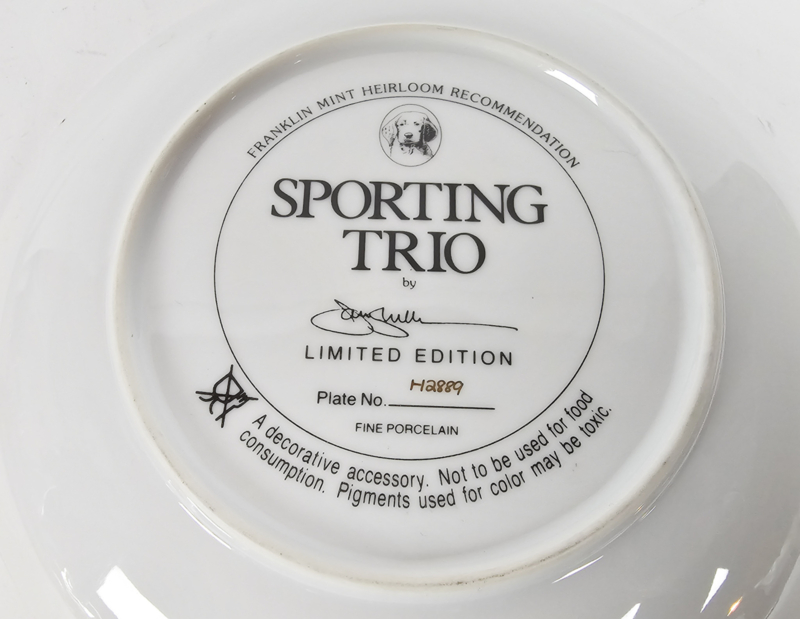 FRANKLIN MINT HEIRLOOM RECOMMENDATION
SPORTING
TRIO
by
LIMITED EDITION
Plate No. H2889
FINE PORCELAIN
A decorative accessory. Not to be used for food
consumption. Pigments used for color may be toxic.